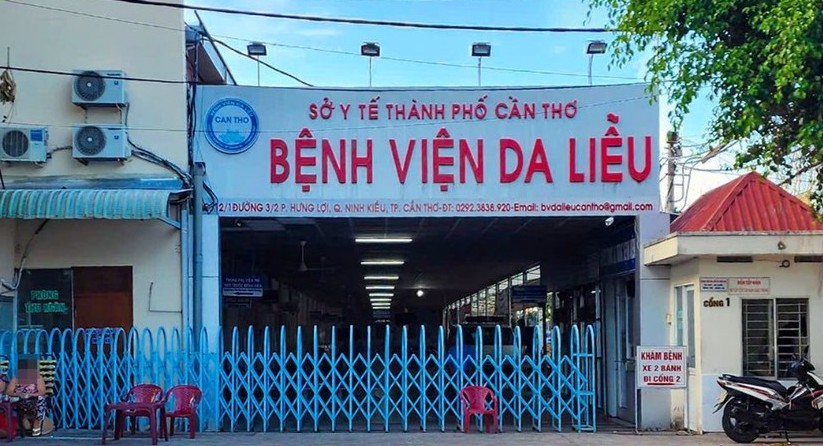 SỞ Y TẾ THÀNH PHỐ CẦN THƠ
CAN THO
BỆNH VIỆN DA LIỄU
2/1 ĐƯỜNG 3/2 P. HƯNG LỢI, Q. NINH KIỀU, TP. CẦN THƠ-ĐT: 0292.3838.920-Email: bvdalieucantho@gmail.com
PHÒNG
CỔNG 1
KHÁM BỆNH
XE 2 BÁNH
ĐI CỔNG 2